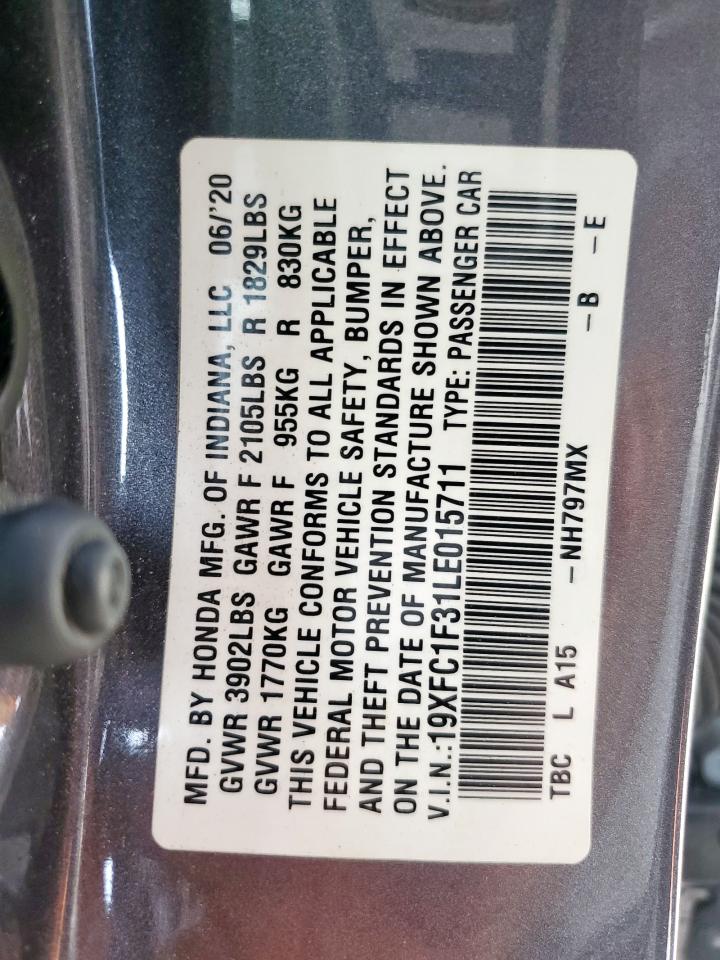 MFD. BY HONDA MFG. OF INDIANA, LLC 06/'20
GVWR 3902LBS GAWR F 2105LBS R 1829LBS
GVWR 1770KG GAWR F 955KG R 830KG
THIS VEHICLE CONFORMS TO ALL APPLICABLE
FEDERAL MOTOR VEHICLE SAFETY, BUMPER,
AND THEFT PREVENTION STANDARDS IN EFFECT
ON THE DATE OF MANUFACTURE SHOWN ABOVE.
V.I.N.:19XFC1F31LE015711 TYPE: PASSENGER CAR
TBC L A15 -NH797MX -B -E